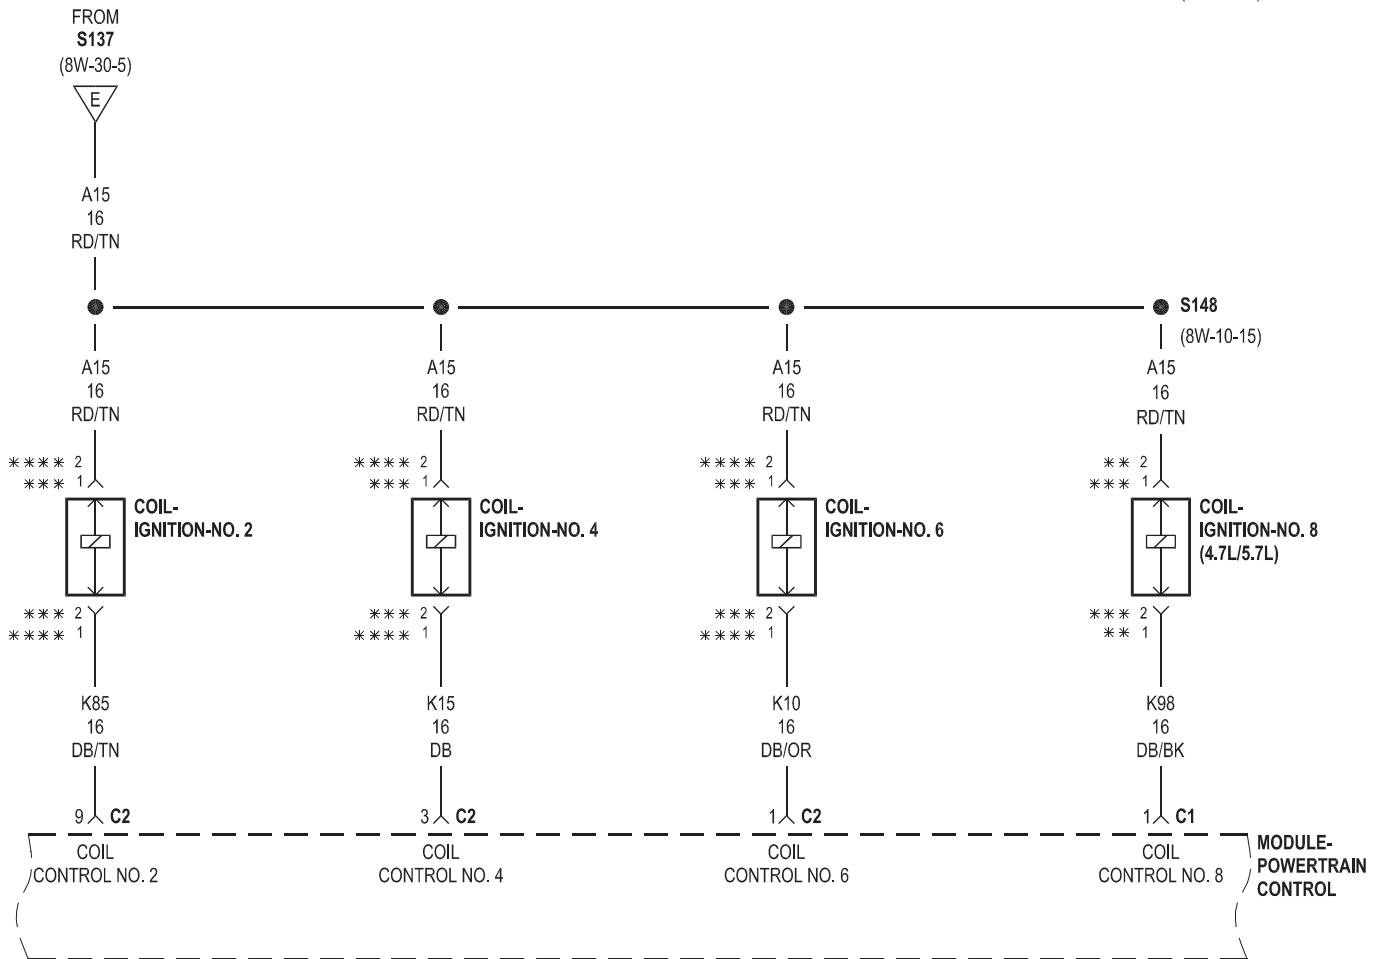 FROM
S137
(8W-30-5)
E
A15
16
RD/TN
S148
(8W-10-15)
A15 A15 A15 A15
16 16 16 16
RD/TN RD/TN RD/TN RD/TN
**** 2 **** 2 **** 2 ** 2
*** 1 *** 1 *** 1 *** 1
COIL- COIL- COIL- COIL-
IGNITION-NO. 2 IGNITION-NO. 4 IGNITION-NO. 6 IGNITION-NO. 8
(4.7L/5.7L)
*** 2 *** 2 *** 2 *** 2
**** 1 **** 1 **** 1 ** 1
K85 K15 K10 K98
16 16 16 16
DB/TN DB DB/OR DB/BK
9 C2 3 C2 1 C2 1 C1
COIL COIL COIL COIL
CONTROL NO. 2 CONTROL NO. 4 CONTROL NO. 6 CONTROL NO. 8
MODULE-
POWERTRAIN
CONTROL